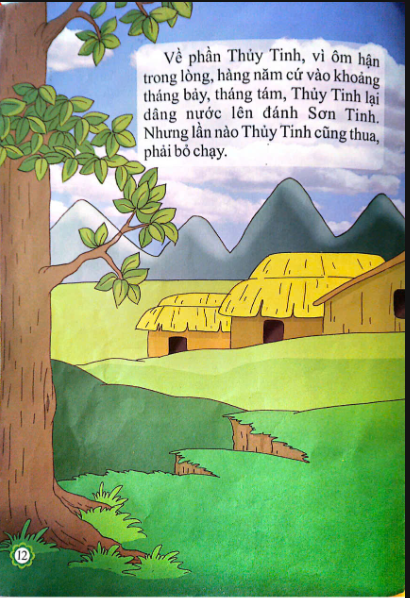 Về phần Thủy Tinh, vì ôm hận
trong lòng, hàng năm cứ vào khoảng
tháng bảy, tháng tám, Thủy Tinh lại
dâng nước lên đánh Sơn Tinh.
Nhưng lần nào Thủy Tinh cũng thua,
phải bỏ chạy.
12